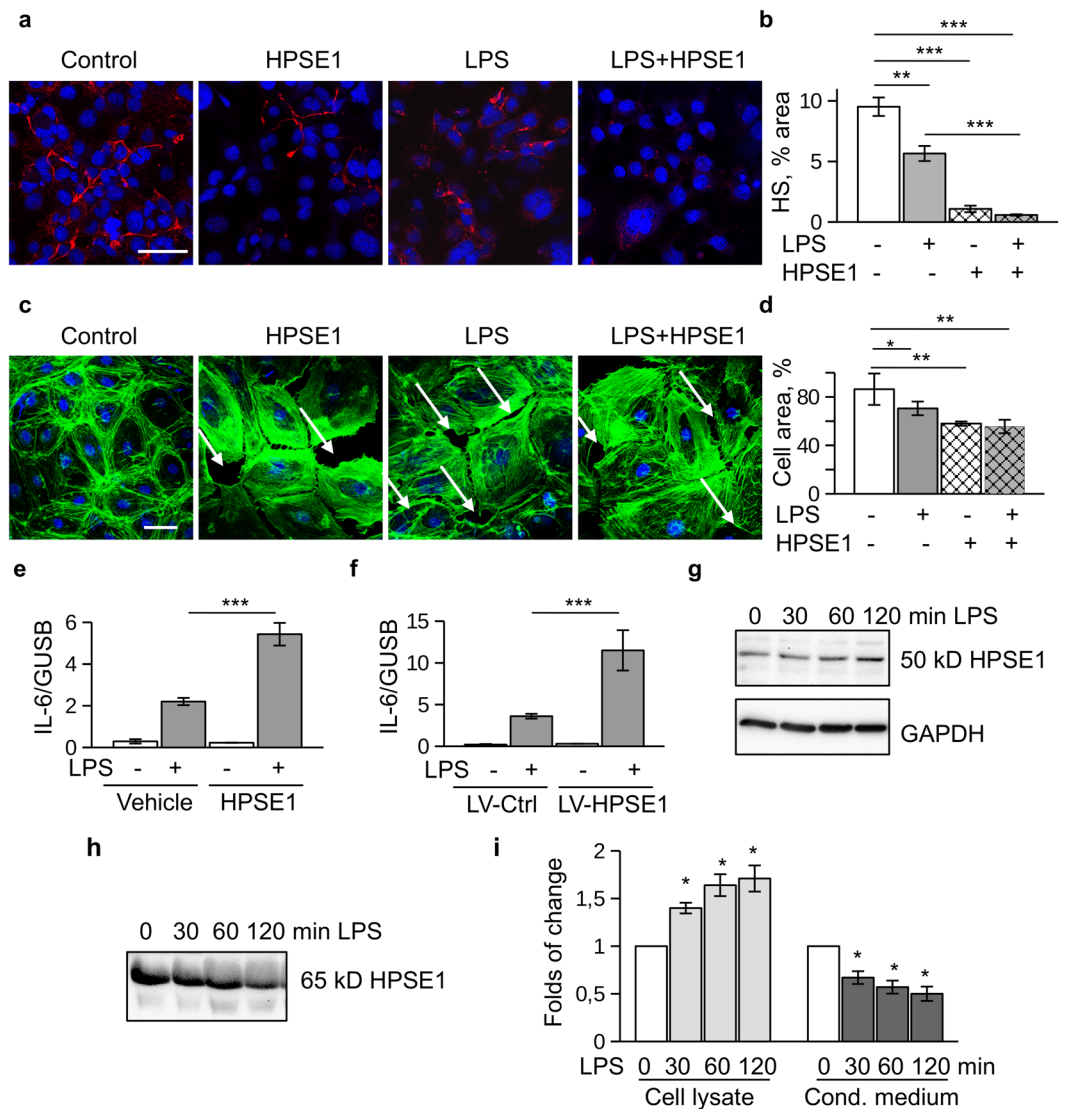 a
Control HPSE1 LPS LPS+HPSE1
b
***
***
**
***
HS, % area
10
5
0
LPS - + - +
HPSE1 - - + +
c
Control HPSE1 LPS LPS+HPSE1
d
**
*
**
Cell area, %
80
60
40
0
LPS - + - +
HPSE1 - - + +
e
***
IL-6/GUSB
6
4
2
0
LPS - + - +
Vehicle HPSE1
f
***
IL-6/GUSB
15
10
5
0
LPS - + - +
LV-Ctrl LV-HPSE1
g
0 30 60 120 min LPS
50 kD HPSE1
GAPDH
h
0 30 60 120 min LPS
65 kD HPSE1
i
Folds of change
2
1,5
1
0,5
0
* * * * * *
LPS 0 30 60 120 0 30 60 120 min
Cell lysate Cond. medium